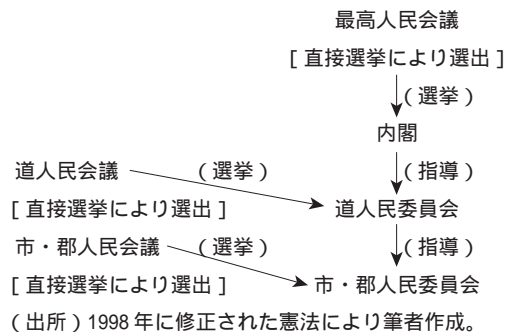 最高人民会議
[ 直接選挙により選出 ]
( 選挙 )
内閣
道人民会議 ( 選挙 ) ( 指導 )
[ 直接選挙により選出 ] 道人民委員会
市・郡人民会議 ( 選挙 ) ( 指導 )
[ 直接選挙により選出 ] 市・郡人民委員会
( 出所 ) 1998 年に修正された憲法により筆者作成。